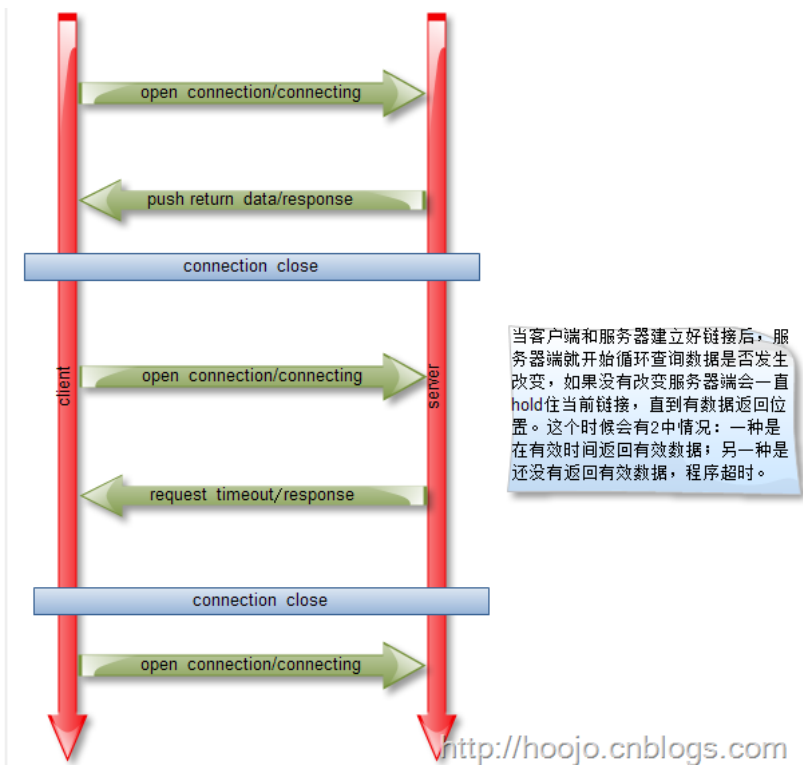 open connection/connecting
push return data/response
connection close
client
open connection/connecting
server
request timeout/response
connection close
open connection/connecting
当客户端和服务器建立好链接后，服
务器端就开始循环查询数据是否发生
改变，如果没有改变服务器端会一直
hold住当前链接，直到有数据返回位
置。这个时候会有2中情况：一种是
在有效时间返回有效数据；另一种是
还没有返回有效数据，程序超时。
http://hoojo.cnblogs.com